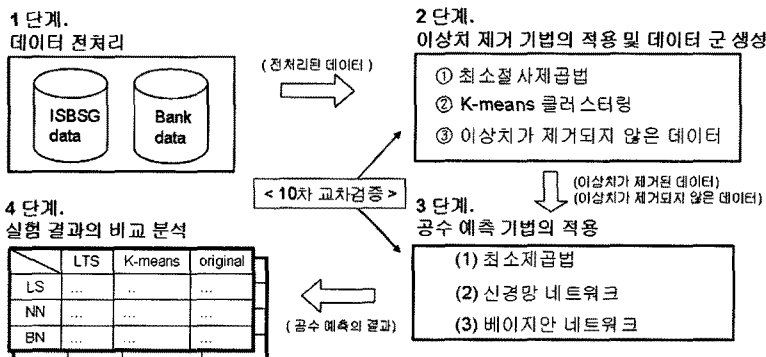 1 단계.
데이터 전처리
ISBSG
data
Bank
data
( 전처리된 데이터 )
2 단계.
이상치 제거 기법의 적용 및 데이터 군 생성
① 최소절사제곱법
② K-means 클러스터링
③ 이상치가 제거되지 않은 데이터
< 10차 교차검증 >
(이상치가 제거된 데이터)
(이상치가 제거되지 않은 데이터)
3 단계.
공수 예측 기법의 적용
(1) 최소제곱법
(2) 신경망 네트워크
(3) 베이지안 네트워크
( 공수 예측의 결과)
4 단계.
실험 결과의 비교 분석
LTS K-means original
LS ... .. ...
NN ... ... ...
BN ... ... ...